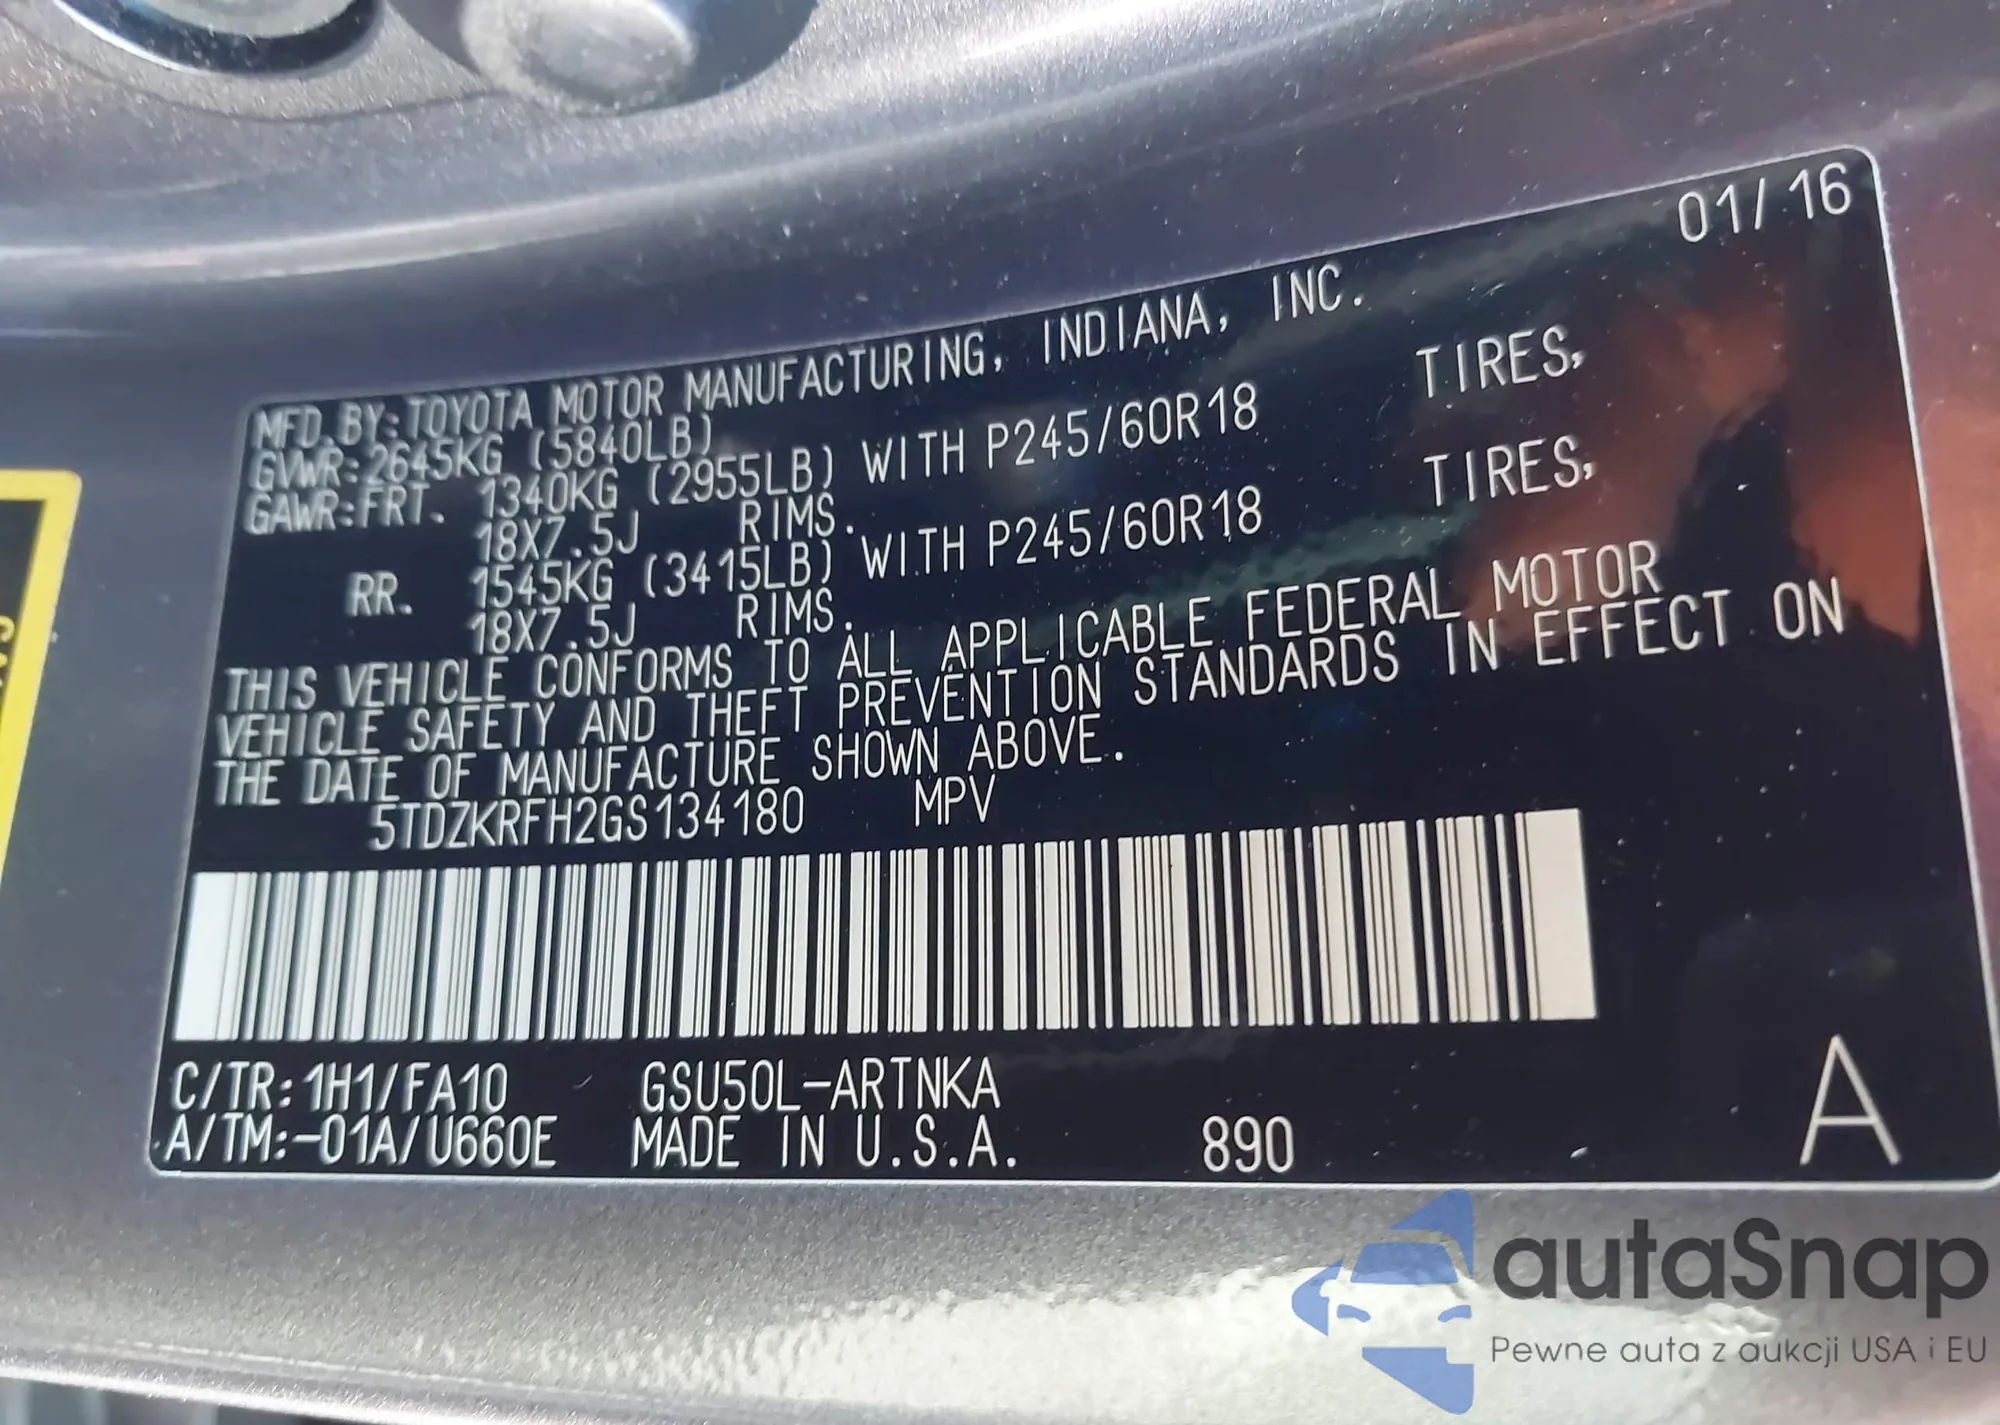 01/16
MFD.BY:TOYOTA MOTOR MANUFACTURING, INDIANA, INC.
GVWR:2645KG (5840LB)
GAWR:FRT. 1340KG (2955LB) WITH P245/60R18 TIRES,
18X7.5J RIMS.
RR. 1545KG (3415LB) WITH P245/60R18 TIRES,
18X7.5J RIMS.
THIS VEHICLE CONFORMS TO ALL APPLICABLE FEDERAL MOTOR
VEHICLE SAFETY AND THEFT PREVENTION STANDARDS IN EFFECT ON
THE DATE OF MANUFACTURE SHOWN ABOVE.
5TDZKRFH2GS134180 MPV
C/TR:1H1/FA10 GSU50L-ARTNKA
A/TM:-01A/U660E MADE IN U.S.A. 890 A
autaSnap
Pewne auta z aukcji USA i EU